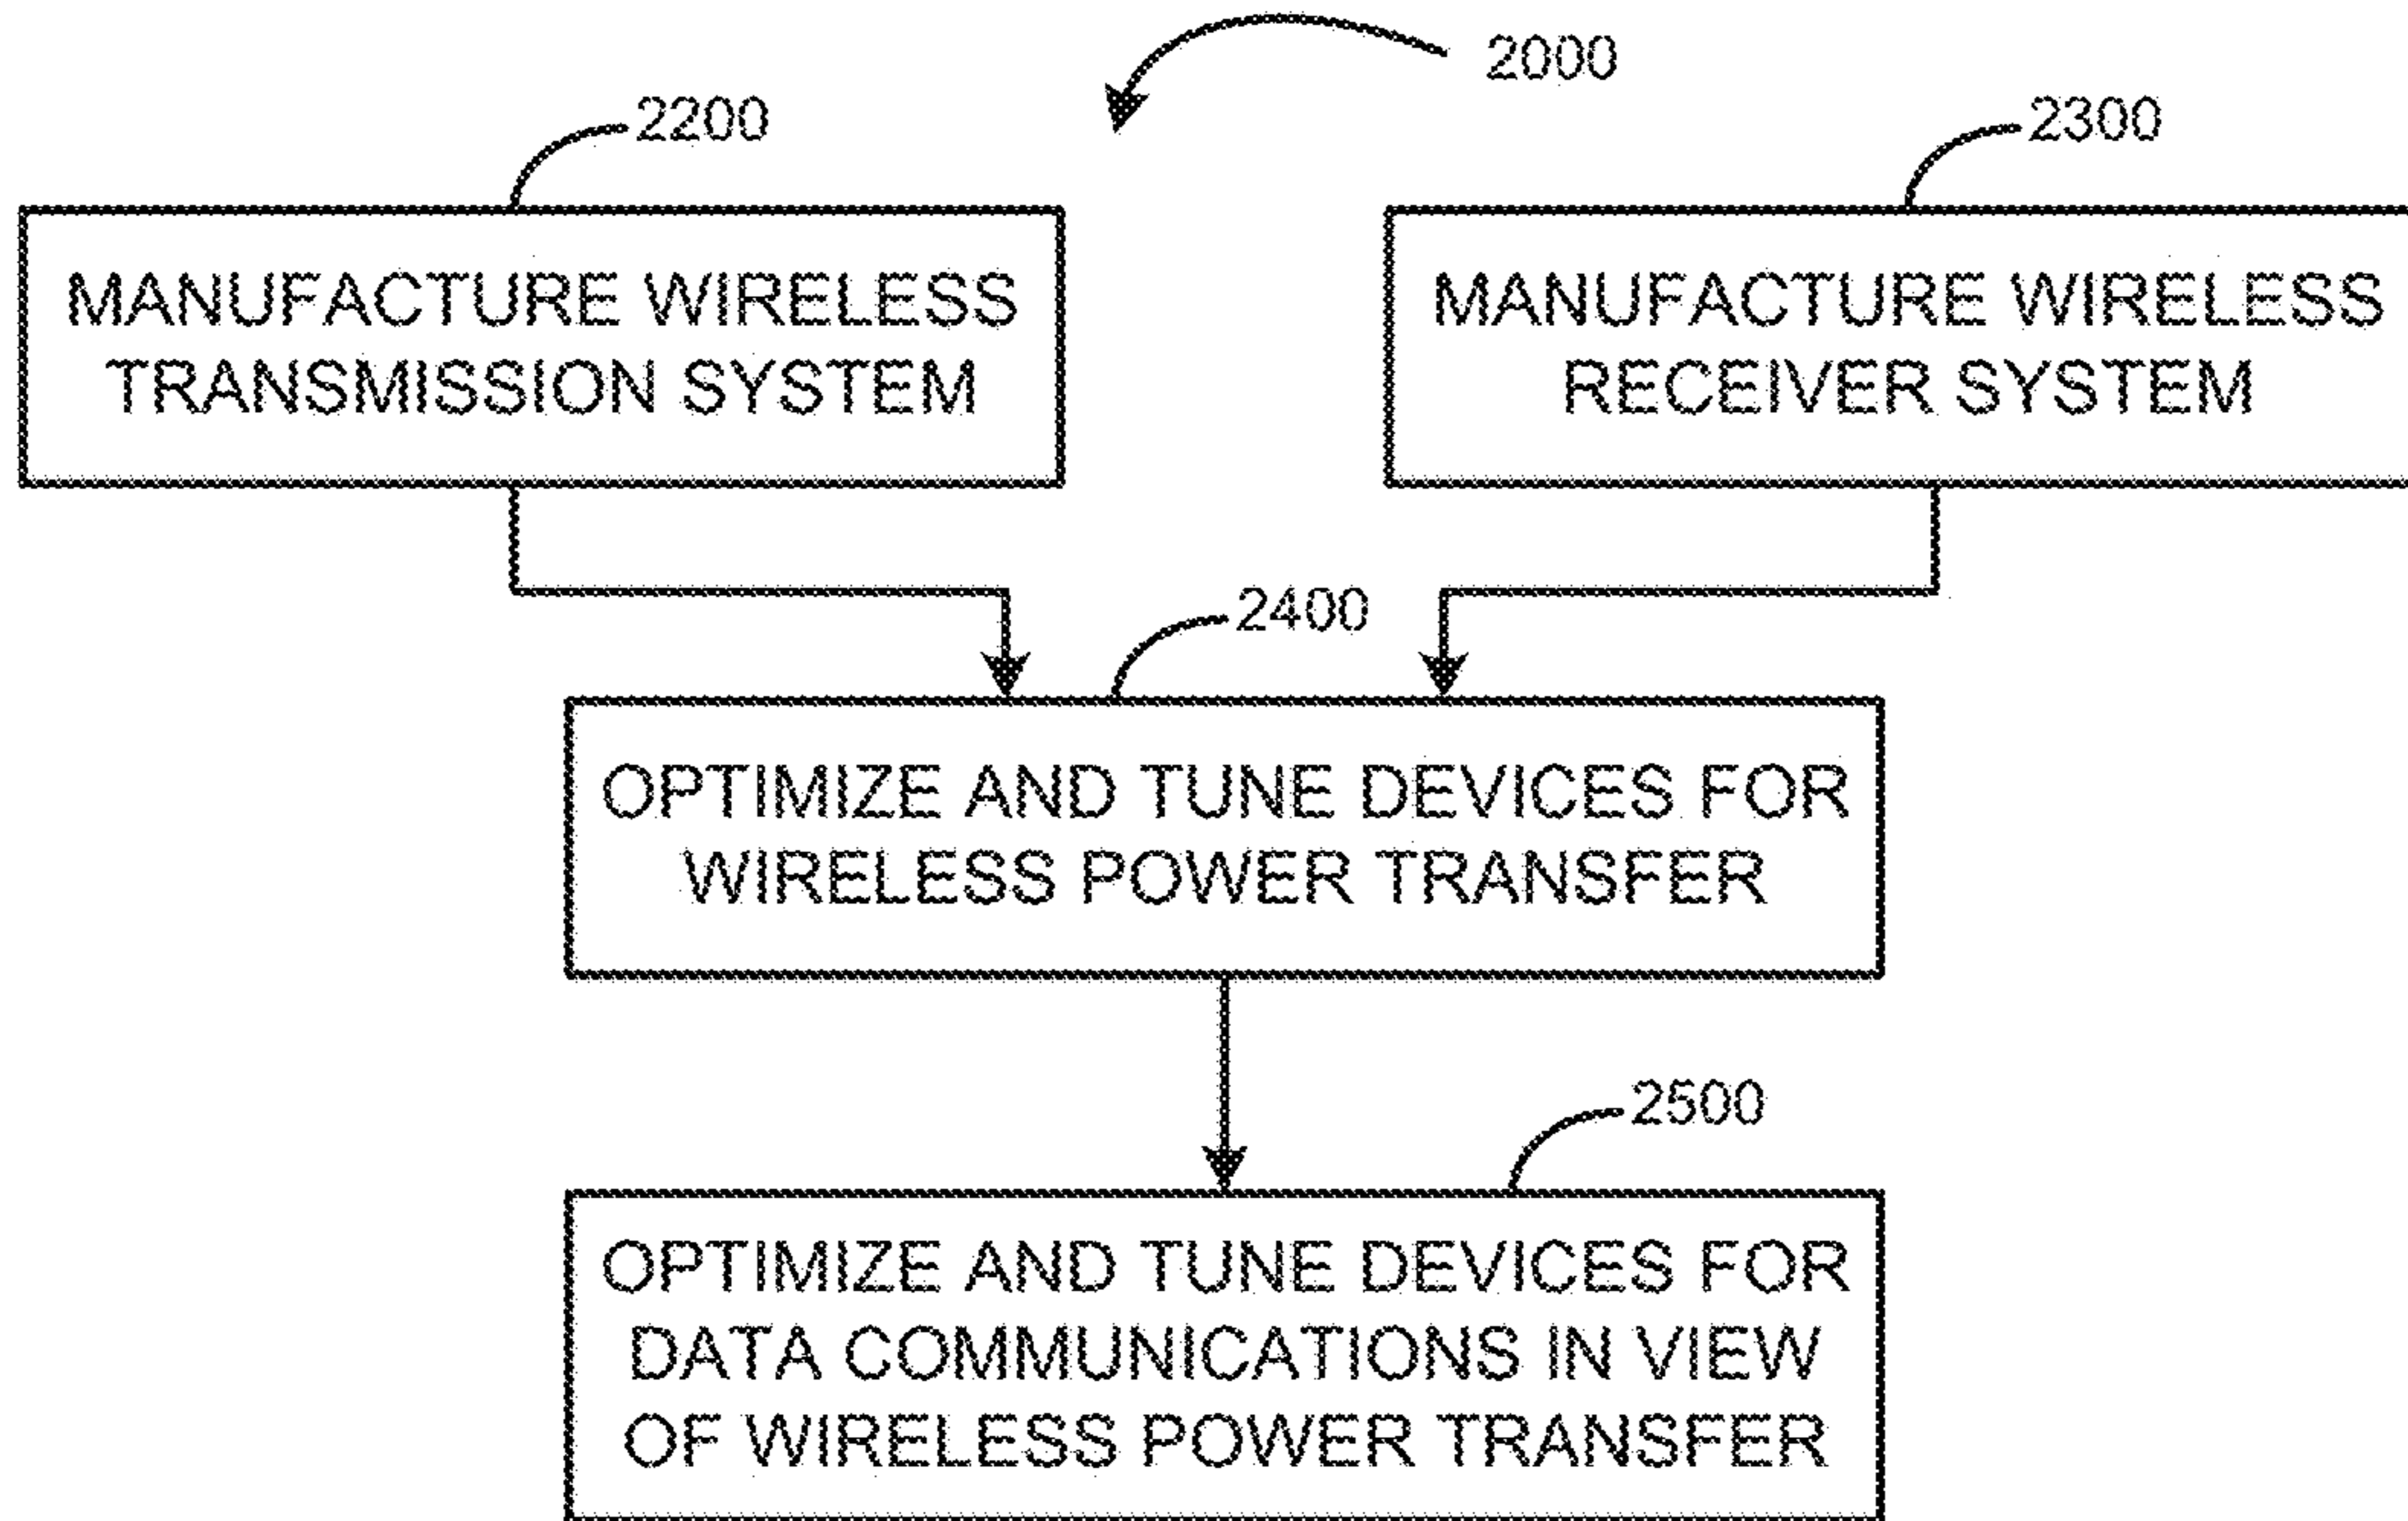 2000
2200
2300
MANUFACTURE WIRELESS
TRANSMISSION SYSTEM
MANUFACTURE WIRELESS
RECEIVER SYSTEM
2400
OPTIMIZE AND TUNE DEVICES FOR
WIRELESS POWER TRANSFER
2500
OPTIMIZE AND TUNE DEVICES FOR
DATA COMMUNICATIONS IN VIEW
OF WIRELESS POWER TRANSFER